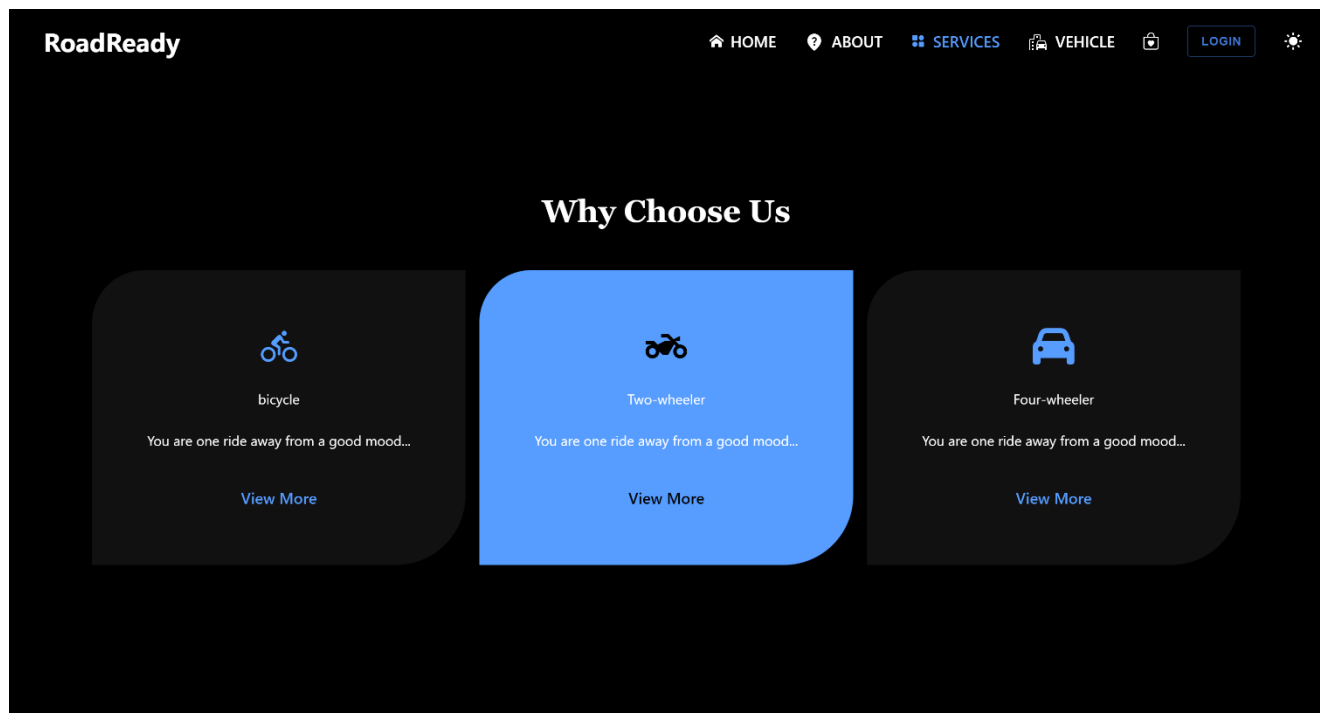 RoadReady
HOME
ABOUT
SERVICES
VEHICLE
LOGIN
Why Choose Us
bicycle
You are one ride away from a good mood...
View More
Two-wheeler
You are one ride away from a good mood...
View More
Four-wheeler
You are one ride away from a good mood...
View More